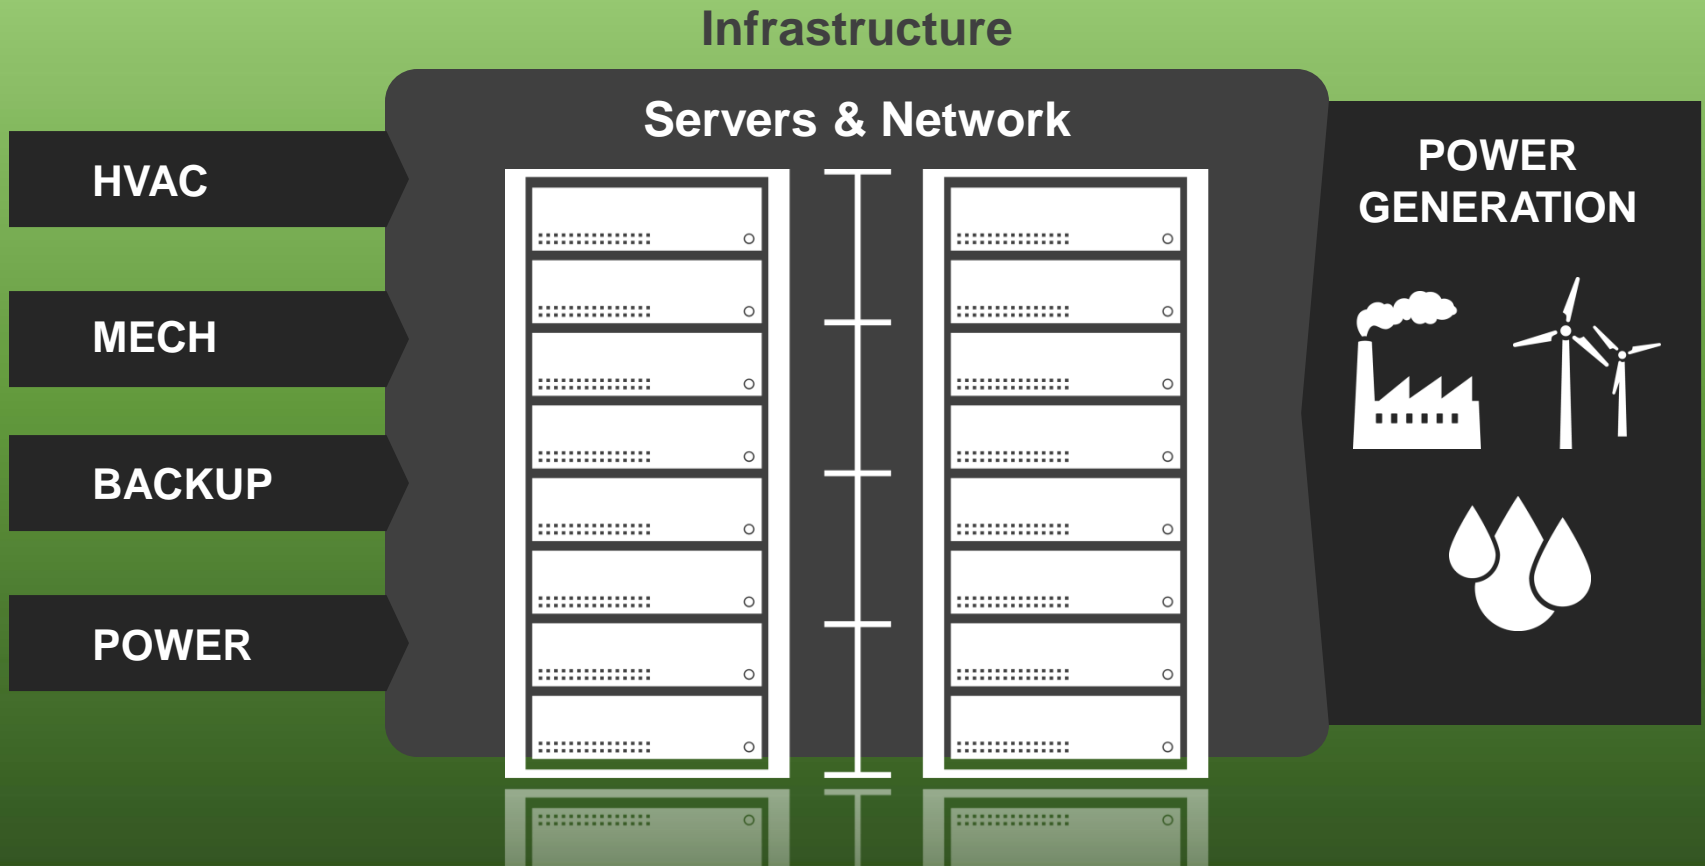 Infrastructure
Servers & Network
HVAC
MECH
BACKUP
POWER
POWER
GENERATION